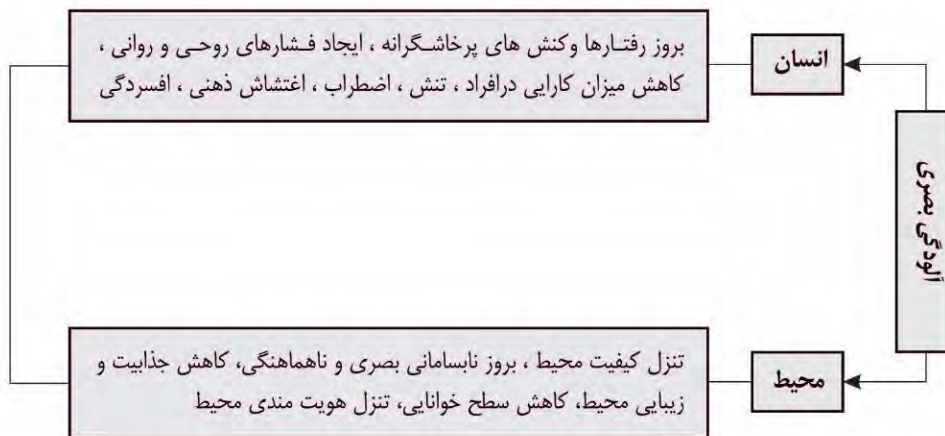 آلودگی بصری
انسان
بروز رفتارها وکنش های پرخاشگرانه ، ایجاد فشارهای روحی و روانی ،
کاهش میزان کارایی درافراد ، تنش ، اضطراب ، اغتشاش ذهنی ، افسردگی
محیط
تنزل کیفیت محیط ، بروز نابسامانی بصری و ناهماهنگی، کاهش جذابیت و
زیبایی محیط، کاهش سطح خوانایی، تنزل هویت مندی محیط